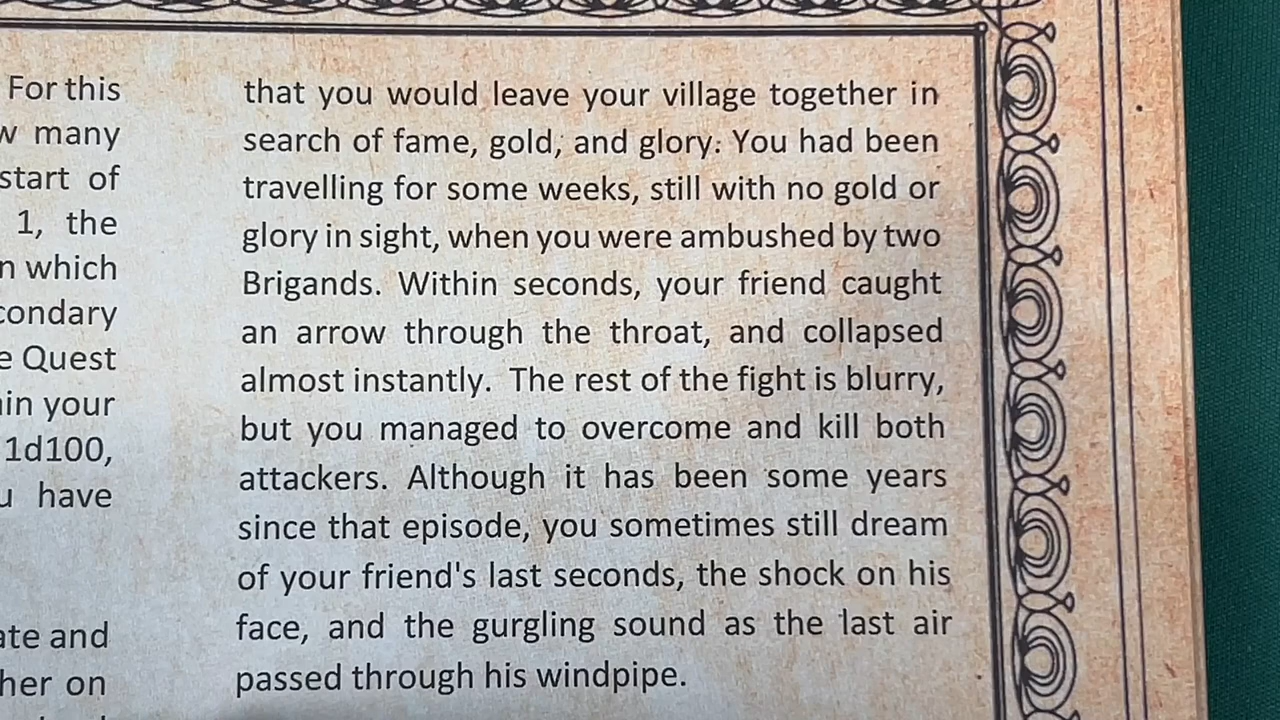 For this
many
start of
1, the
which
e Quest
your
1d100,
have
and
on
that you would leave your village together in
search of fame, gold, and glory. You had been
travelling for some weeks, still with no gold or
glory in sight, when you were ambushed by two
Brigands. Within seconds, your friend caught
an arrow through the throat, and collapsed
almost instantly. The rest of the fight is blurry,
but you managed to overcome and kill both
attackers. Although it has been some years
since that episode, you sometimes still dream
of your friend's last seconds, the shock on his
face, and the gurgling sound as the last air
passed through his windpipe.